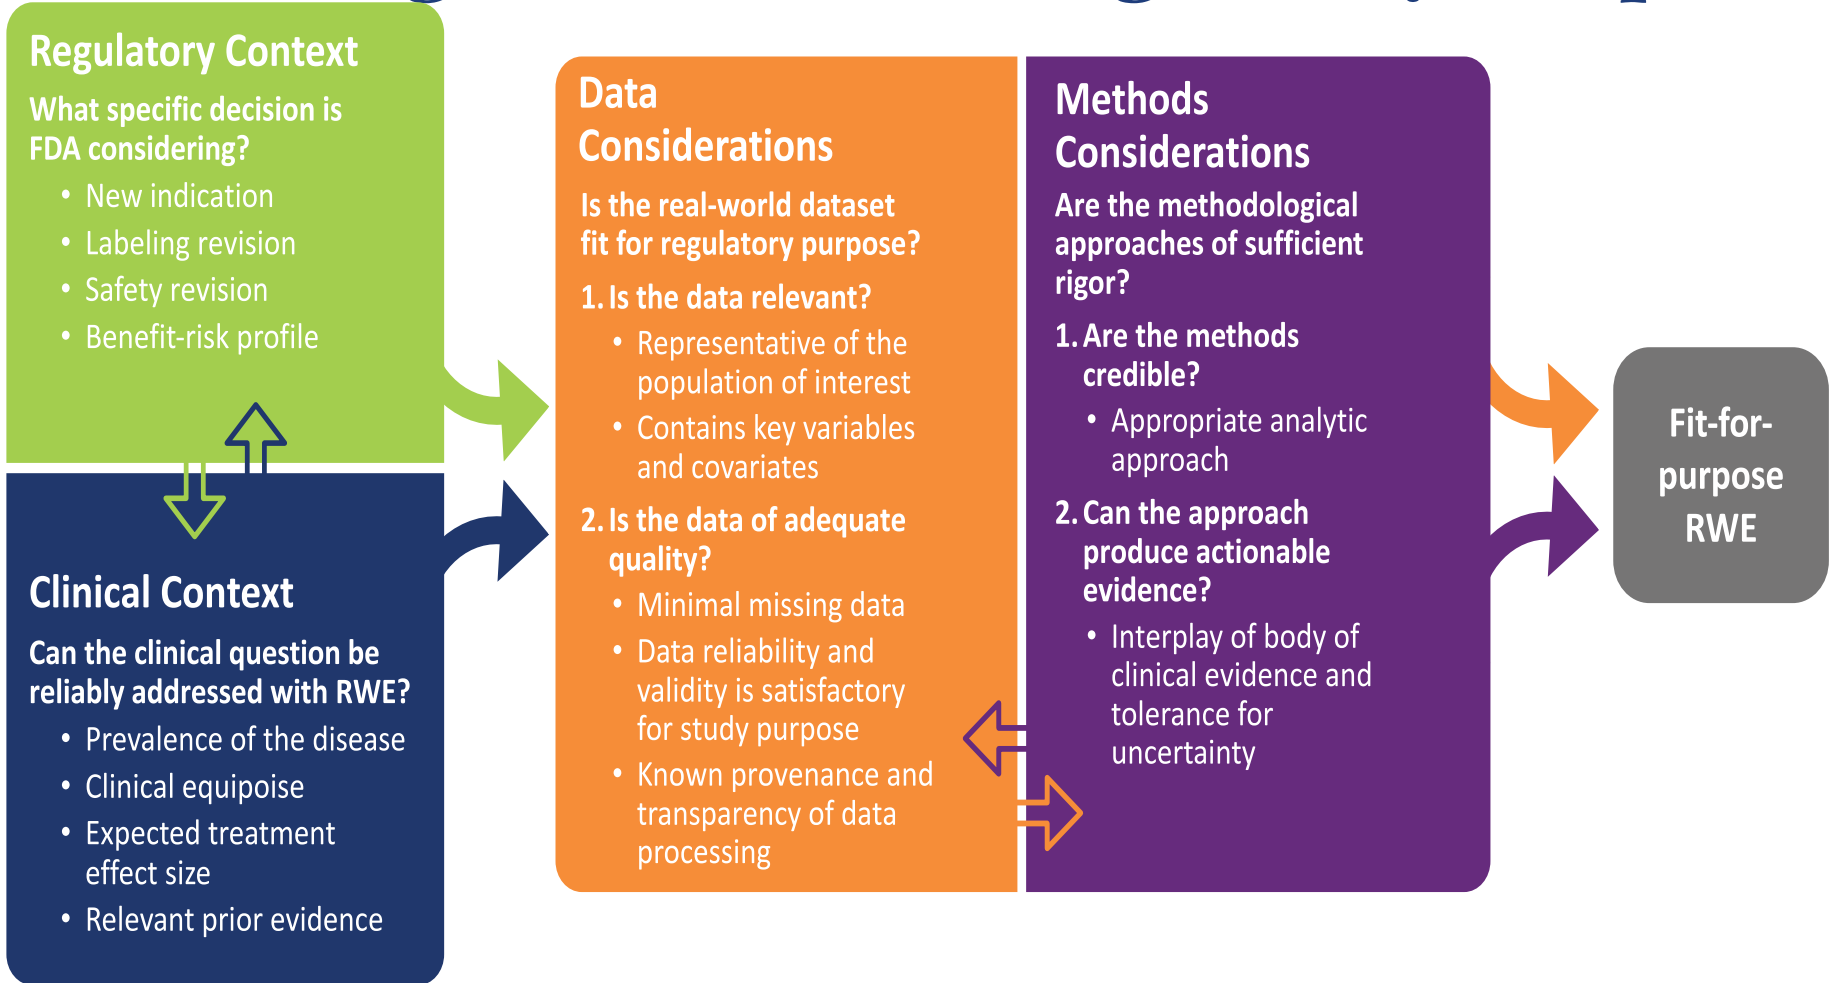 Regulatory Context
What specific decision is
FDA considering?
• New indication
• Labeling revision
• Safety revision
• Benefit-risk profile
Clinical Context
Can the clinical question be
reliably addressed with RWE?
• Prevalence of the disease
• Clinical equipoise
• Expected treatment
effect size
• Relevant prior evidence
Data
Considerations
Is the real-world dataset
fit for regulatory purpose?
1. Is the data relevant?
• Representative of the
population of interest
• Contains key variables
and covariates
2. Is the data of adequate
quality?
• Minimal missing data
• Data reliability and
validity is satisfactory
for study purpose
• Known provenance and
transparency of data
processing
Methods
Considerations
Are the methodological
approaches of sufficient
rigor?
1. Are the methods
credible?
• Appropriate analytic
approach
2. Can the approach
produce actionable
evidence?
• Interplay of body of
clinical evidence and
tolerance for
uncertainty
Fit-for-
purpose
RWE